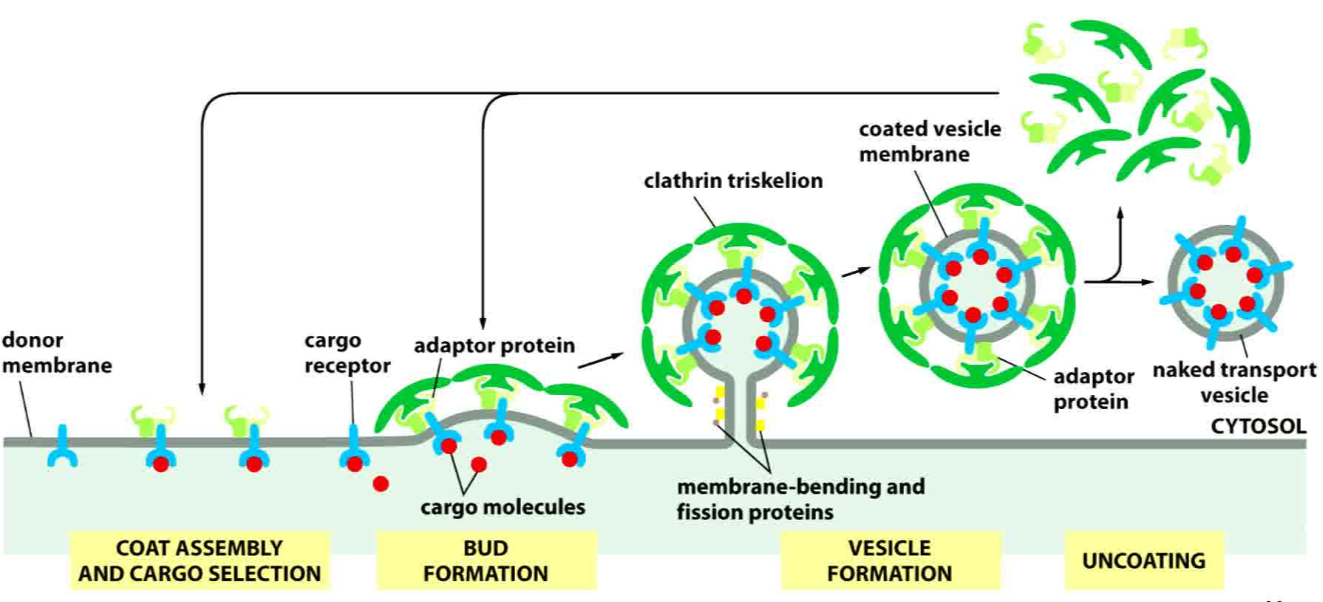 coated vesicle
membrane
clathrin triskelion
donor
membrane
cargo
receptor
adaptor protein
adaptor
protein
naked transport
vesicle
CYTOSOL
cargo molecules
membrane-bending and
fission proteins
COAT ASSEMBLY
AND CARGO SELECTION
BUD
FORMATION
VESICLE
FORMATION
UNCOATING